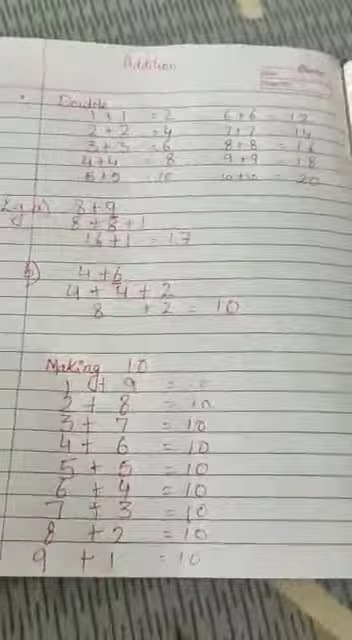 Addition
Double
1 + 1 = 2    6 + 6 = 12
2 + 2 = 4    7 + 7    14
3 + 3 = 6    8 + 8 = 16
4 + 4 = 8    9 + 9 = 18
5 + 5 = 10    10 + 10 = 20
Eg a) 8 + 9
8 + 8 + 1
16 + 1 = 17
b) 4 + 6
4 + 4 + 2
8 + 2 = 10
Making 10
1 + 9 =
2 + 8 = 10
3 + 7 = 10
4 + 6 = 10
5 + 5 = 10
6 + 4 = 10
7 + 3 = 10
8 + 2 = 10
9 + 1 = 10